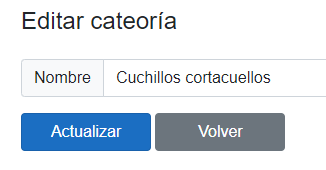 Editar cateoría
Nombre Cuchillos cortacuellos
Actualizar Volver